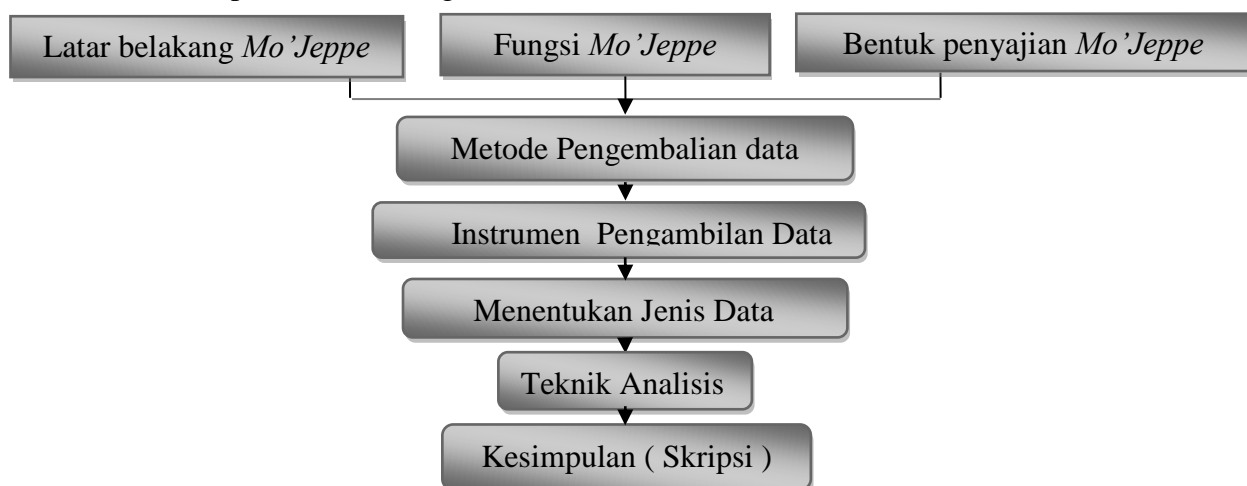 Latar belakang Mo’Jeppe
Fungsi Mo’Jeppe
Bentuk penyajian Mo’Jeppe
Metode Pengembalian data
Instrumen Pengambilan Data
Menentukan Jenis Data
Teknik Analisis
Kesimpulan ( Skripsi )